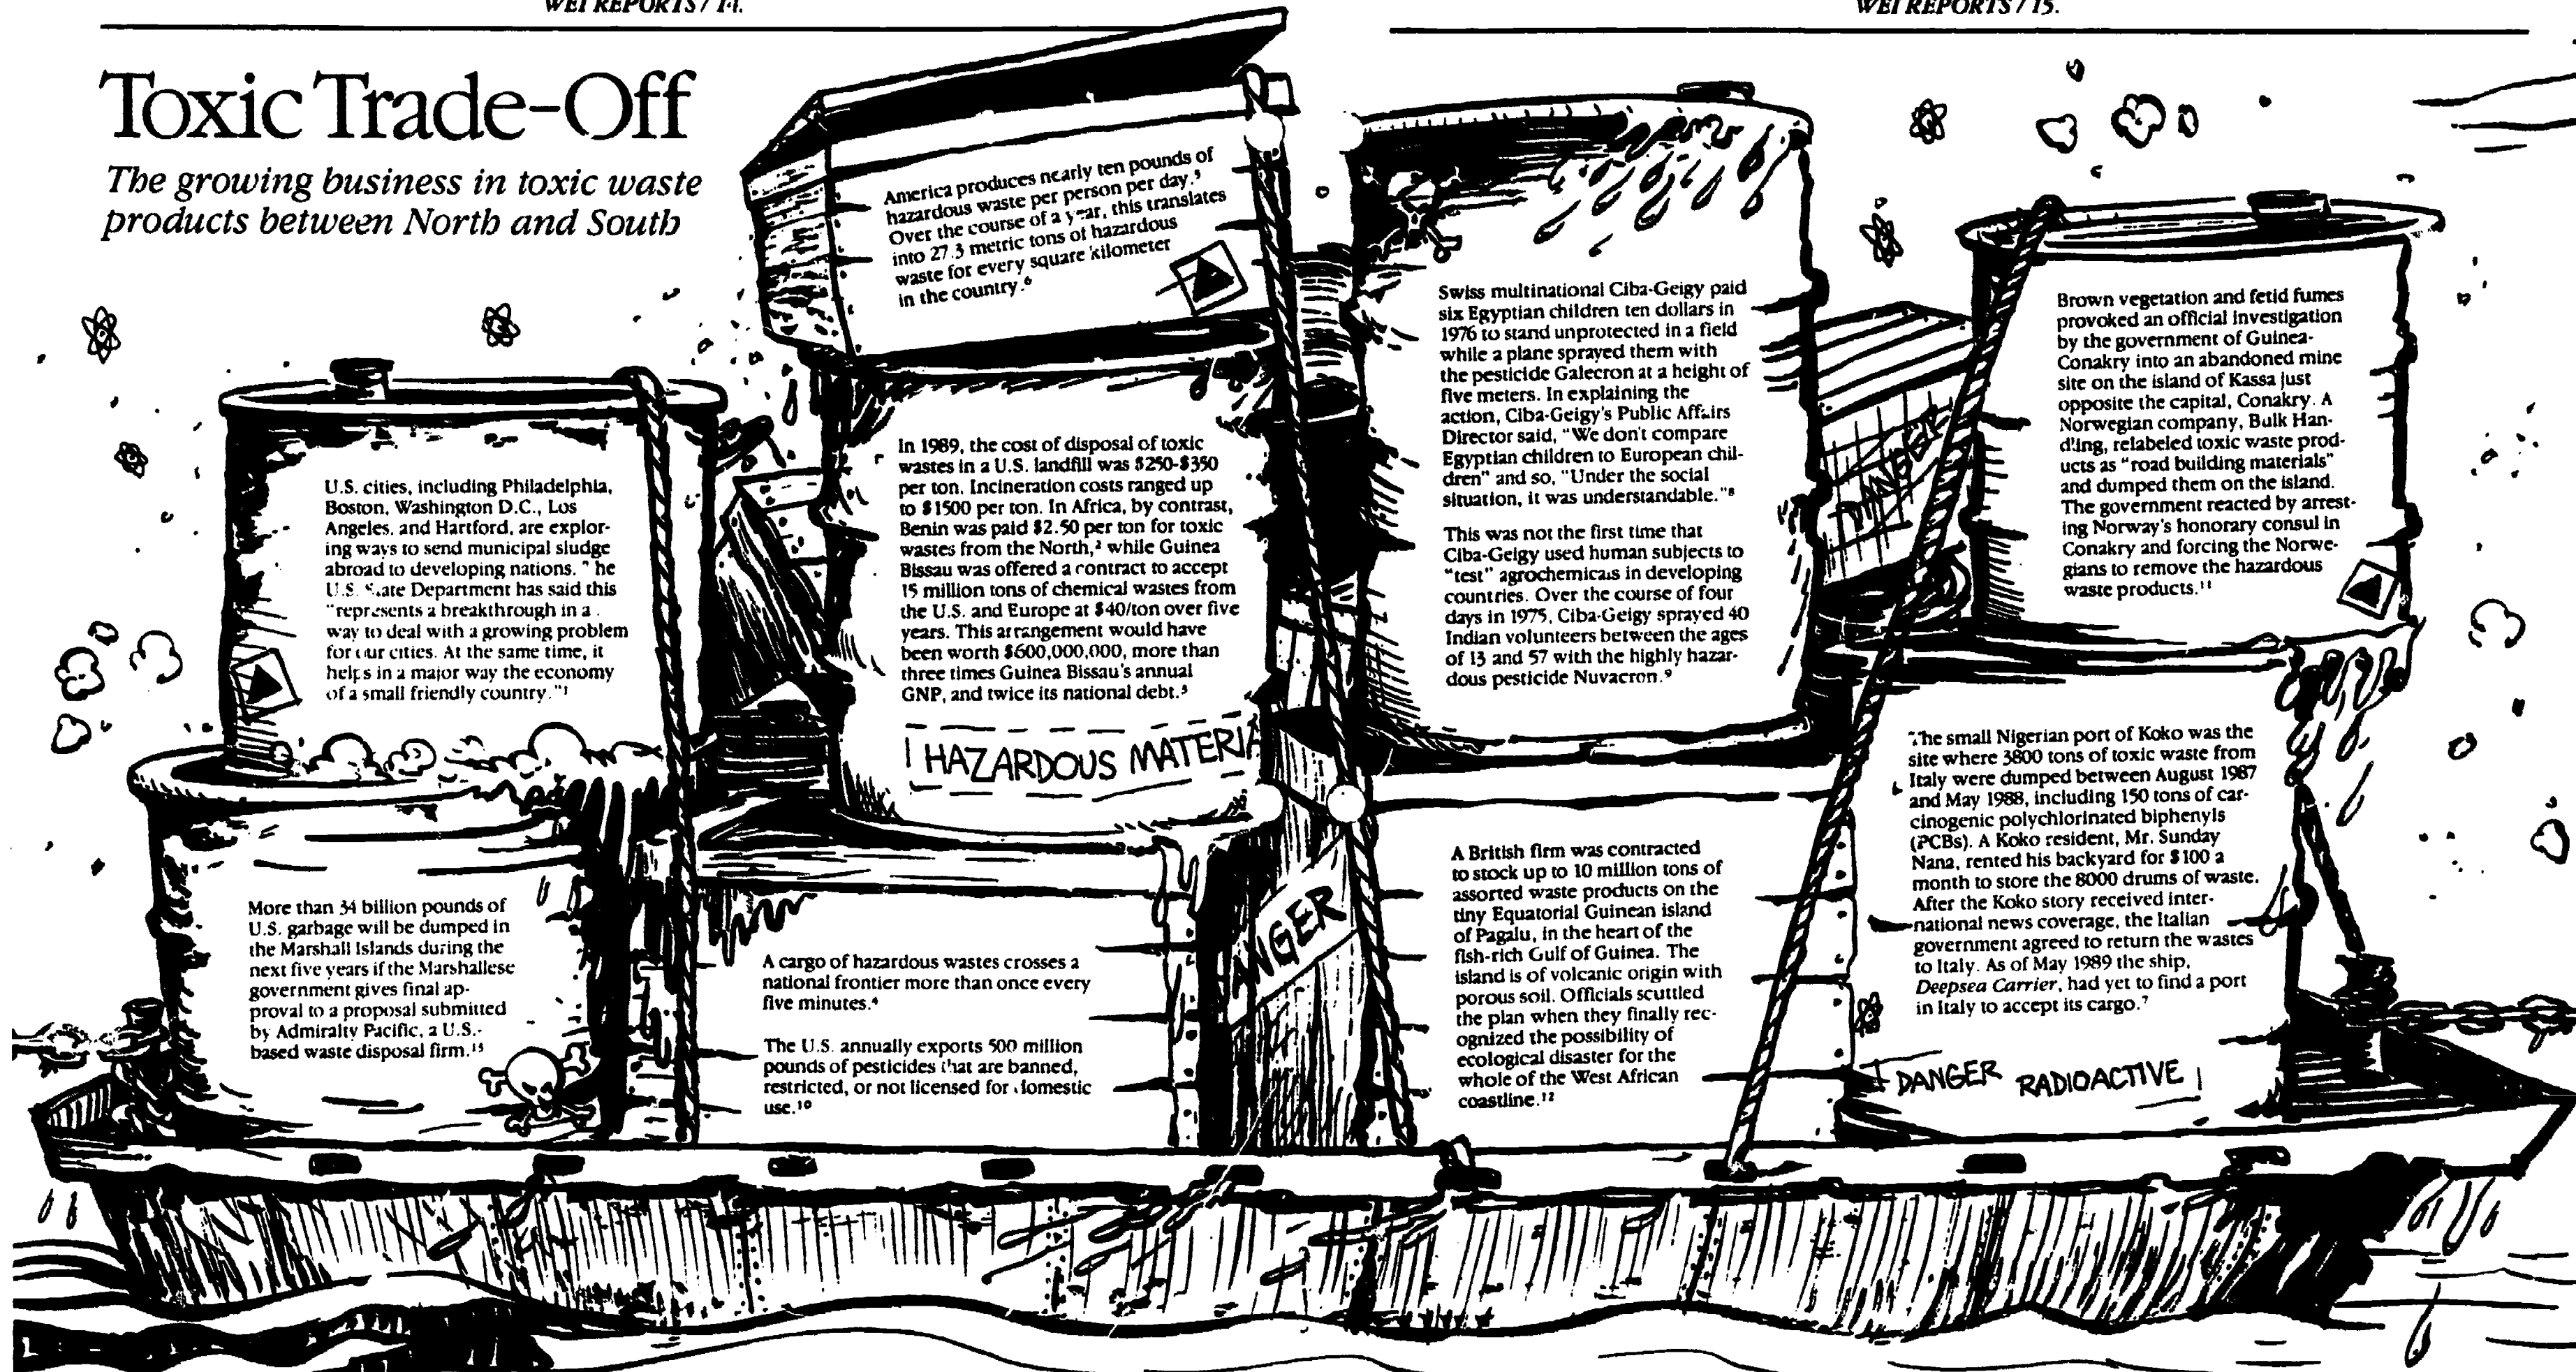 WEI REPORTS / 14.
WEI REPORTS / 15.
Toxic Trade-Off
The growing business in toxic waste
products between North and South
America produces nearly ten pounds of
hazardous waste per person per day.⁵
Over the course of a year, this translates
into 27.3 metric tons of hazardous
waste for every square kilometer
in the country.⁶
U.S. cities, including Philadelphia,
Boston, Washington D.C., Los
Angeles, and Hartford, are explor-
ing ways to send municipal sludge
abroad to developing nations. The
U.S. State Department has said this
"represents a breakthrough in a
way to deal with a growing problem
for our cities. At the same time, it
helps in a major way the economy
of a small friendly country."¹
In 1989, the cost of disposal of toxic
wastes in a U.S. landfill was $250-$350
per ton. Incineration costs ranged up
to $1500 per ton. In Africa, by contrast,
Benin was paid $2.50 per ton for toxic
wastes from the North,² while Guinea
Bissau was offered a contract to accept
15 million tons of chemical wastes from
the U.S. and Europe at $40/ton over five
years. This arrangement would have
been worth $600,000,000, more than
three times Guinea Bissau's annual
GNP, and twice its national debt.³
HAZARDOUS MATERIA
More than 34 billion pounds of
U.S. garbage will be dumped in
the Marshall Islands during the
next five years if the Marshallese
government gives final ap-
proval to a proposal submitted
by Admiralty Pacific, a U.S.-
based waste disposal firm.¹³
A cargo of hazardous wastes crosses a
national frontier more than once every
five minutes.⁴
The U.S. annually exports 500 million
pounds of pesticides that are banned,
restricted, or not licensed for domestic
use.¹⁰
ANGER
Swiss multinational Ciba-Geigy paid
six Egyptian children ten dollars in
1976 to stand unprotected in a field
while a plane sprayed them with
the pesticide Galecron at a height of
five meters. In explaining the
action, Ciba-Geigy's Public Affairs
Director said, "We don't compare
Egyptian children to European chil-
dren" and so, "Under the social
situation, it was understandable."⁸
This was not the first time that
Ciba-Geigy used human subjects to
"test" agrochemicals in developing
countries. Over the course of four
days in 1975, Ciba-Geigy sprayed 40
Indian volunteers between the ages
of 13 and 57 with the highly hazar-
dous pesticide Nuvacron.⁹
DANGER
Brown vegetation and fetid fumes
provoked an official investigation
by the government of Guinea-
Conakry into an abandoned mine
site on the island of Kassa just
opposite the capital, Conakry. A
Norwegian company, Bulk Han-
dling, relabeled toxic waste prod-
ucts as "road building materials"
and dumped them on the island.
The government reacted by arrest-
ing Norway's honorary consul in
Conakry and forcing the Norwe-
gians to remove the hazardous
waste products.¹¹
A British firm was contracted
to stock up to 10 million tons of
assorted waste products on the
tiny Equatorial Guinean island
of Pagalu, in the heart of the
fish-rich Gulf of Guinea. The
island is of volcanic origin with
porous soil. Officials scuttled
the plan when they finally rec-
ognized the possibility of
ecological disaster for the
whole of the West African
coastline.¹²
The small Nigerian port of Koko was the
site where 3800 tons of toxic waste from
Italy were dumped between August 1987
and May 1988, including 150 tons of car-
cinogenic polychlorinated biphenyls
(PCBs). A Koko resident, Mr. Sunday
Nana, rented his backyard for $100 a
month to store the 8000 drums of waste.
After the Koko story received inter-
national news coverage, the Italian
government agreed to return the wastes
to Italy. As of May 1989 the ship,
Deepsea Carrier, had yet to find a port
in Italy to accept its cargo.⁷
DANGER RADIOACTIVE